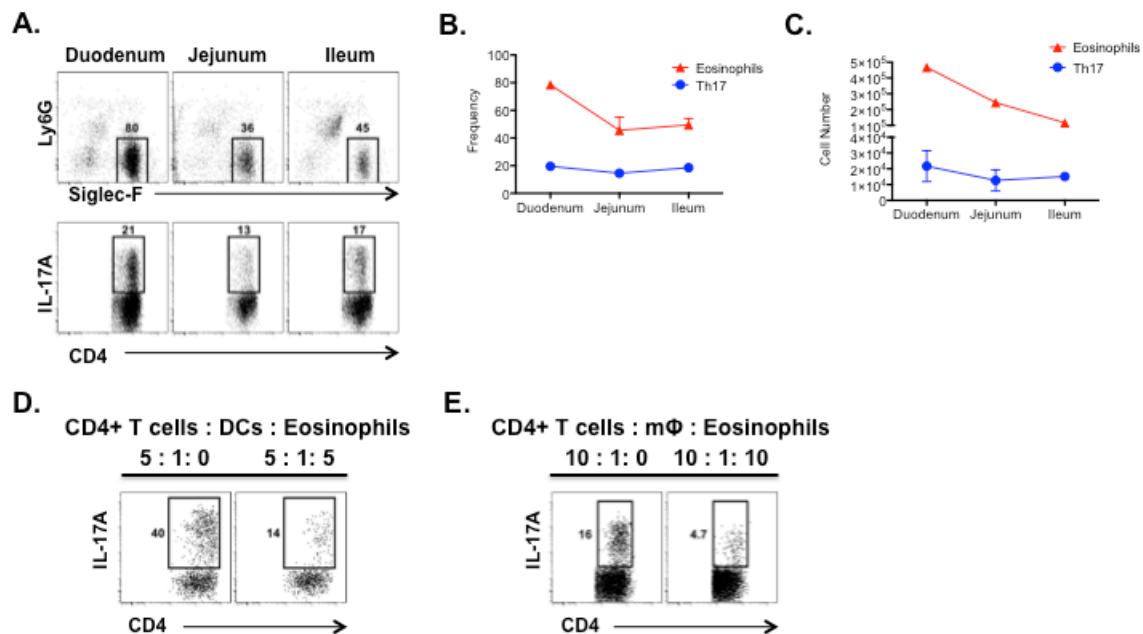 A.
Duodenum Jejunum Ileum
Ly6G
80 36 45
Siglec-F
IL-17A
21 13 17
CD4
B.
Eosinophils
Th17
Frequency
100
80
60
40
20
0
Duodenum Jejunum Ileum
C.
Eosinophils
Th17
Cell Number
5×10⁵
4×10⁵
3×10⁵
2×10⁵
1×10⁵
4×10⁴
3×10⁴
2×10⁴
1×10⁴
0
Duodenum Jejunum Ileum
D.
CD4+ T cells : DCs : Eosinophils
5 : 1: 0 5 : 1: 5
IL-17A
40 14
CD4
E.
CD4+ T cells : mΦ : Eosinophils
10 : 1: 0 10 : 1: 10
IL-17A
16 4.7
CD4